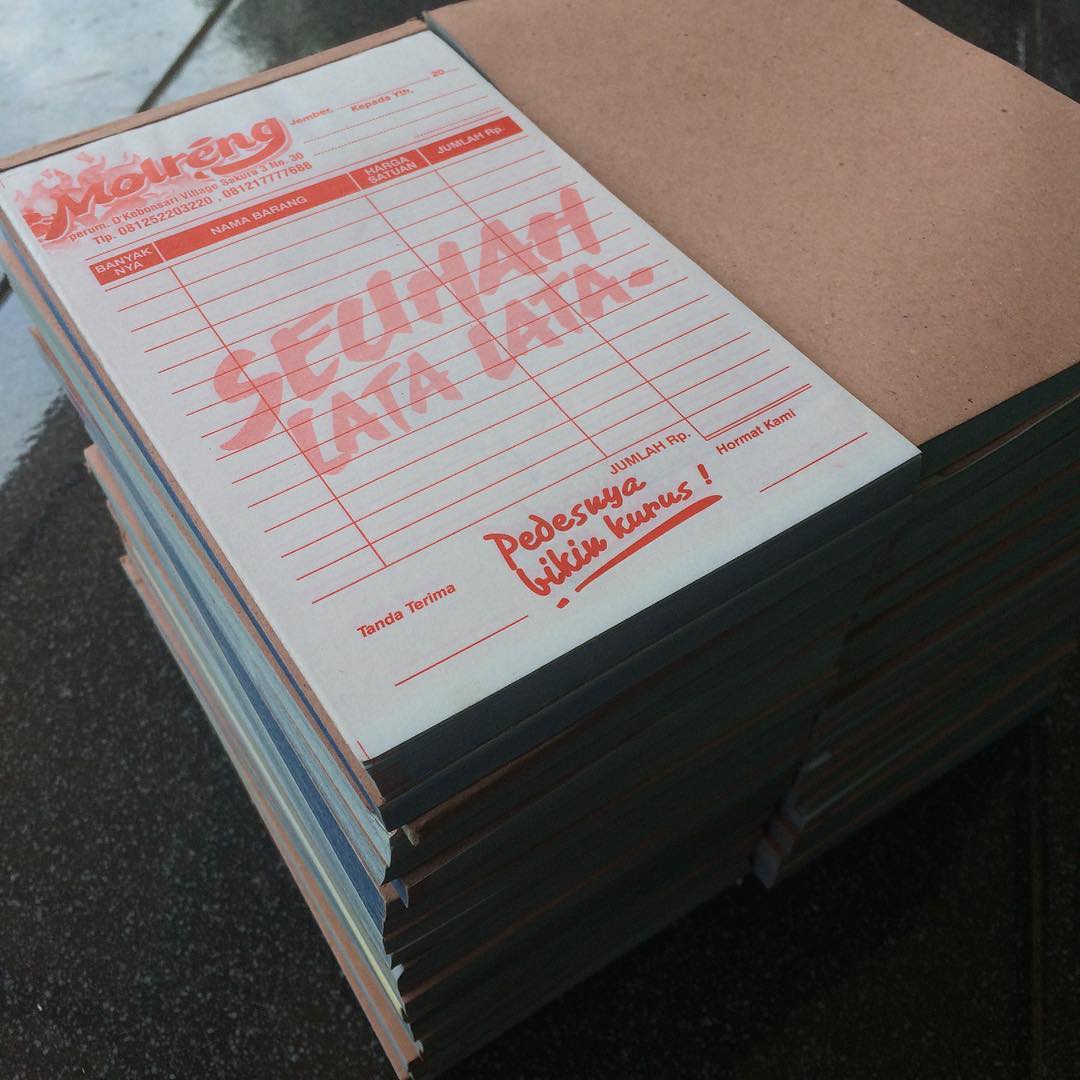 Molréng
perum. D'Kebonsari Village Sakura 3 No. 30
Tlp. 081252203220 , 081217777688
Jember, 20
Kepada Yth,
BANYAK NYA
NAMA BARANG
HARGA SATUAN
JUMLAH Rp.
SEUHAH
LATA LATA
JUMLAH Rp.
Tanda Terima
Pedesnya
bikin kurus !
Hormat Kami